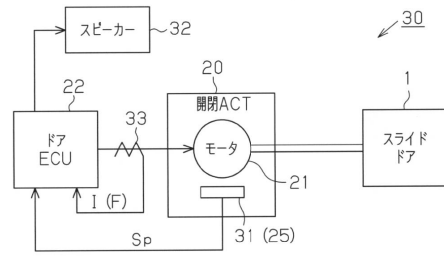 スピーカー
32
30
20
22
開閉ACT
1
33
ドア
ECU
モータ
スライド
ドア
21
I (F)
31 (25)
Sp